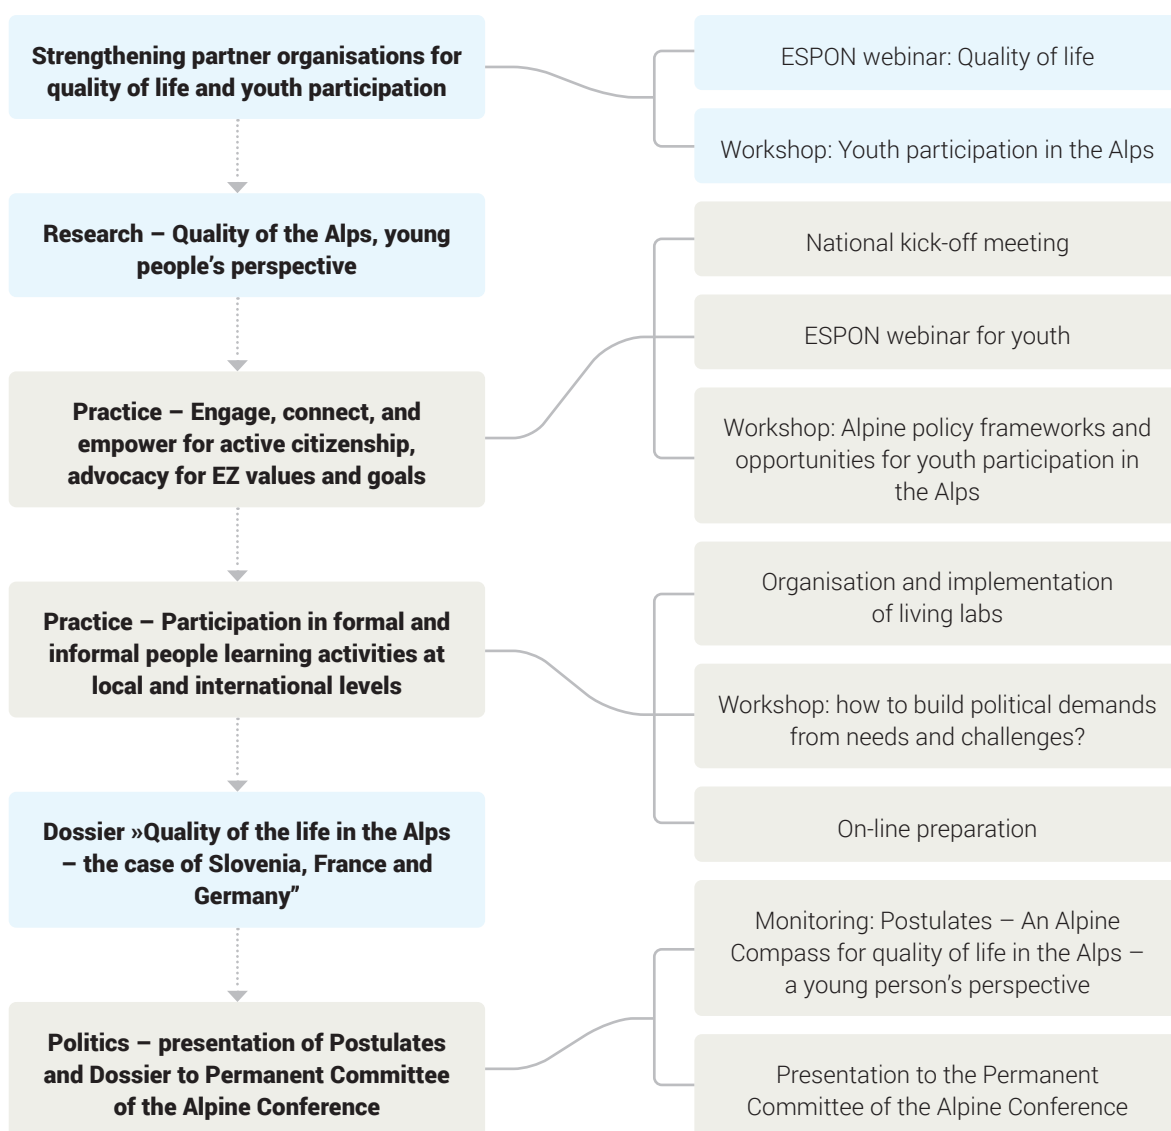 Strengthening partner organisations for
quality of life and youth participation
ESPON webinar: Quality of life
Workshop: Youth participation in the Alps
Research – Quality of the Alps, young
people's perspective
National kick-off meeting
ESPON webinar for youth
Workshop: Alpine policy frameworks and
opportunities for youth participation in
the Alps
Practice – Engage, connect, and
empower for active citizenship,
advocacy for EZ values and goals
Practice – Participation in formal and
informal people learning activities at
local and international levels
Organisation and implementation
of living labs
Workshop: how to build political demands
from needs and challenges?
On-line preparation
Dossier »Quality of the life in the Alps
– the case of Slovenia, France and
Germany”
Politics – presentation of Postulates
and Dossier to Permanent Committee
of the Alpine Conference
Monitoring: Postulates – An Alpine
Compass for quality of life in the Alps –
a young person's perspective
Presentation to the Permanent
Committee of the Alpine Conference